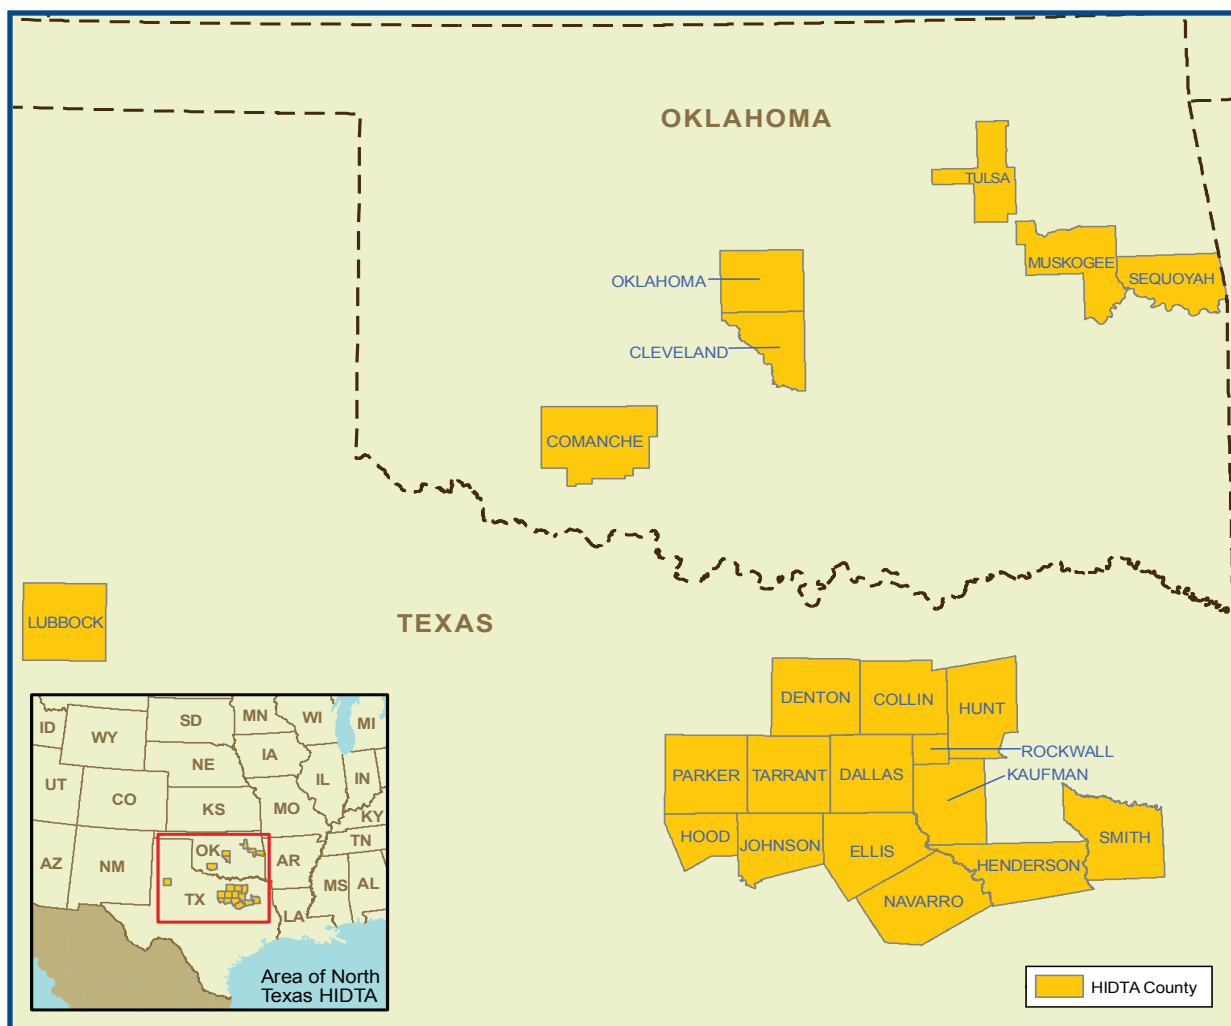 OKLAHOMA
TULSA
MUSKOGEE
SEQUOYAH
OKLAHOMA
CLEVELAND
COMANCHE
LUBBOCK
TEXAS
DENTON
COLLIN
HUNT
ROCKWALL
KAUFMAN
PARKER
TARRANT
DALLAS
HOOD
JOHNSON
ELLIS
HENDERSON
SMITH
NAVARRO
ID
WY
SD
MN
WI
MI
UT
CO
NE
IA
IL
IN
KS
MO
KY
AZ
NM
OK
AR
TN
TX
LA
MS
AL
Area of North
Texas HIDTA
HIDTA County